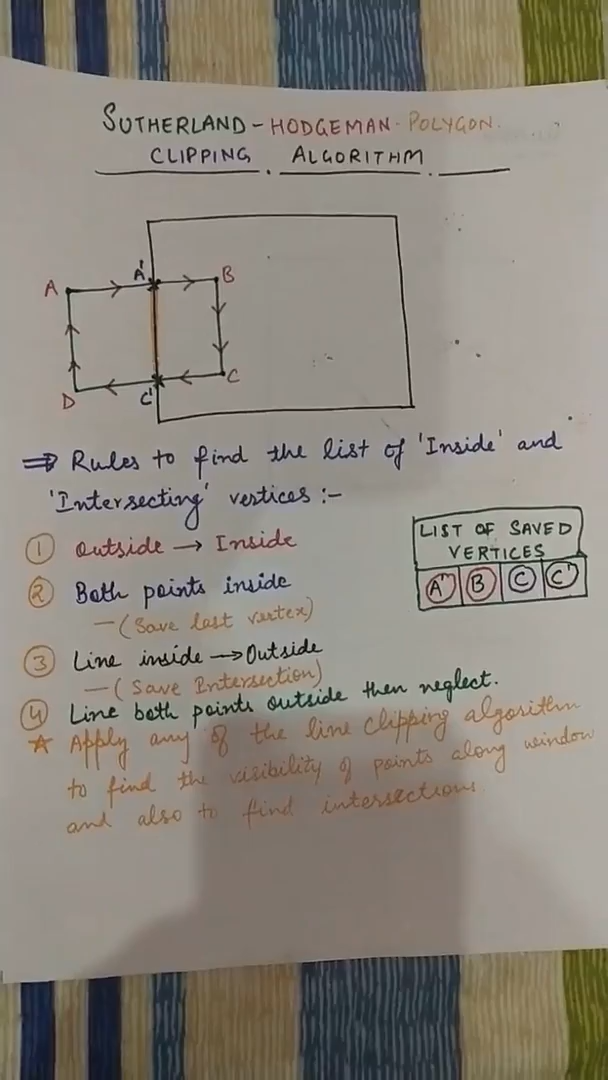 SUTHERLAND-HODGEMAN-POLYGON
CLIPPING ALGORITHM
A A' B
D C' C
⇒ Rules to find the list of 'Inside' and
'Intersecting' vertices :-
① Outside → Inside
② Both points inside
-(Save last vertex)
③ Line inside → Outside
-(Save Intersection)
④ Line both points outside then neglect.
LIST OF SAVED
VERTICES
A' B C C'
☆ Apply any of the line clipping algorithm
to find the visibility of points along window
and also to find intersections.